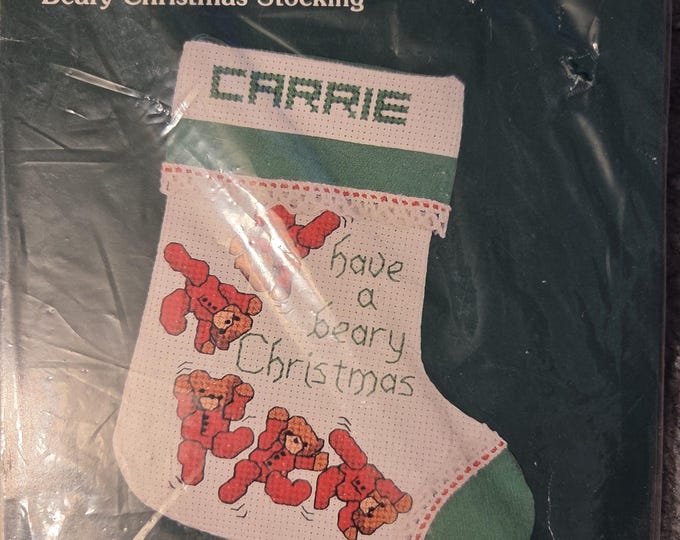 Beary Christmas Stocking
CARRIE
have
a
beary
Christmas